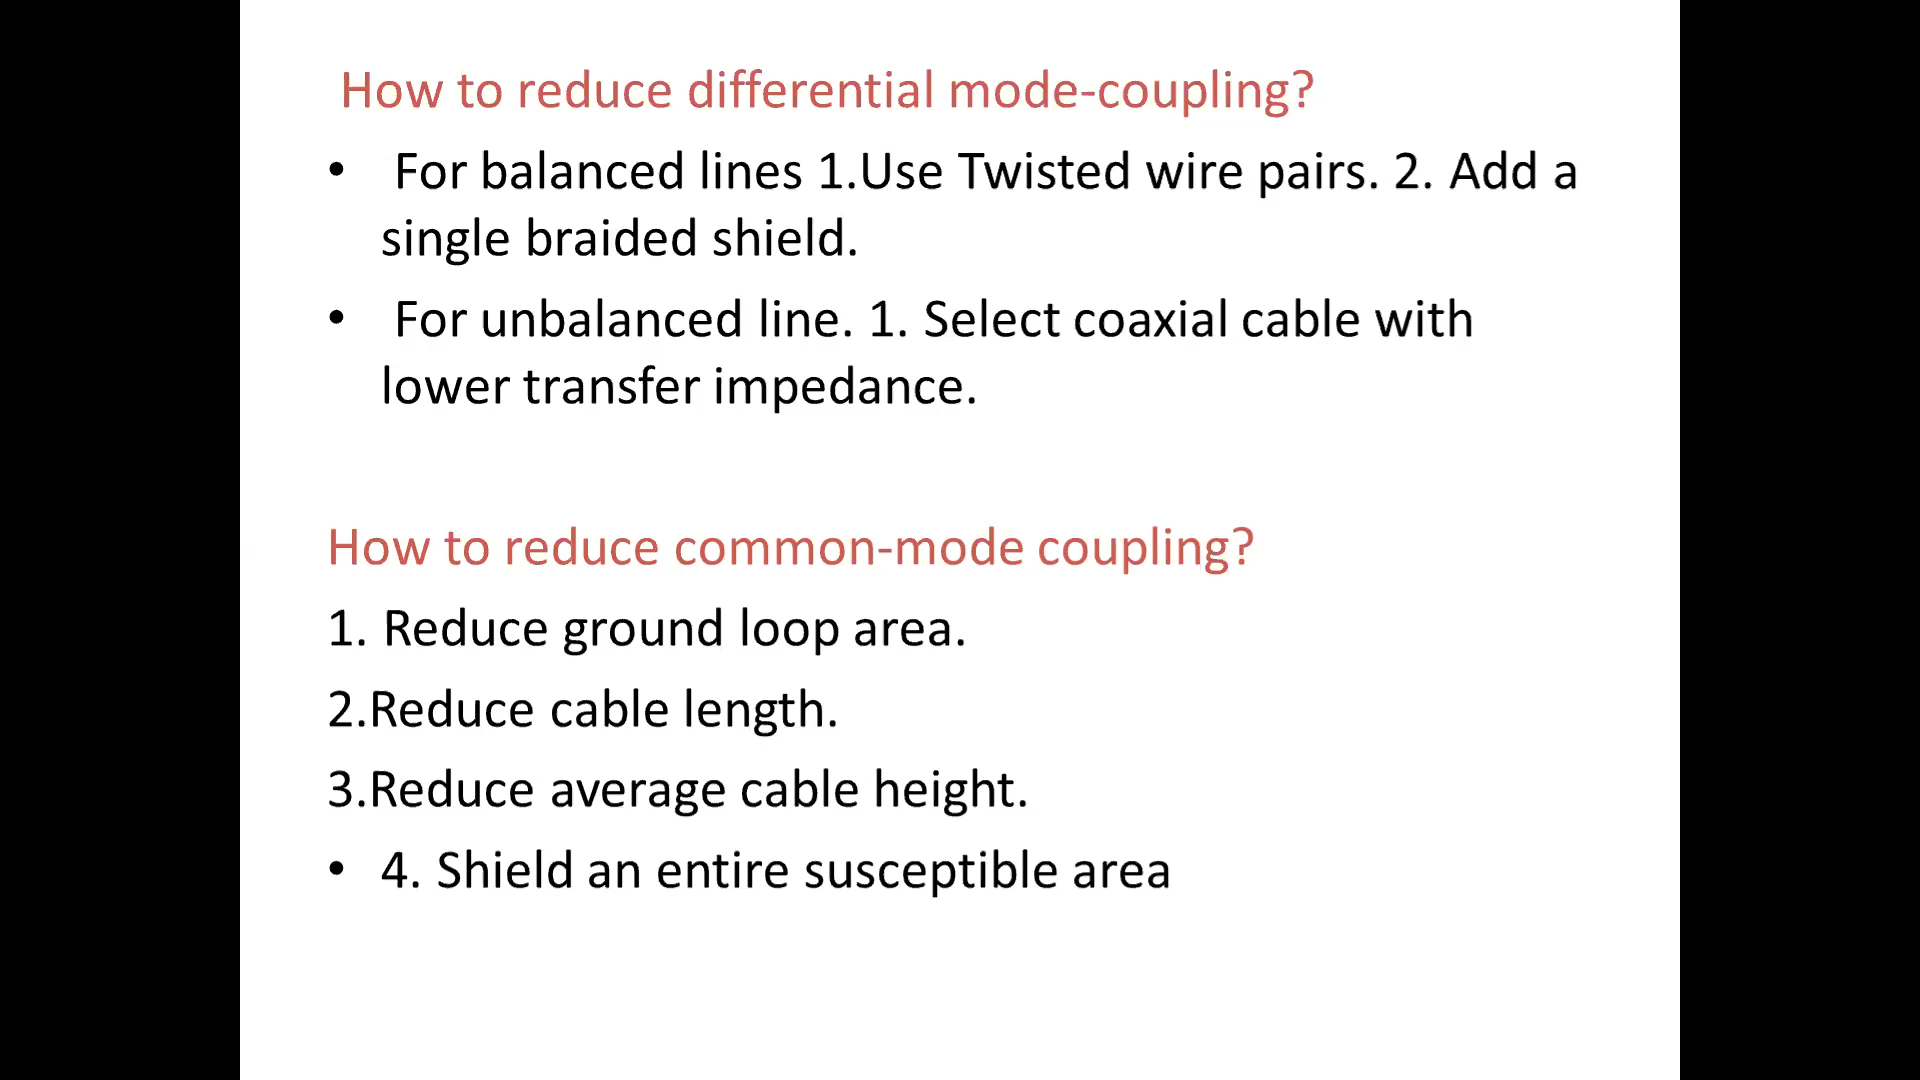 How to reduce differential mode-coupling?
• For balanced lines 1.Use Twisted wire pairs. 2. Add a
single braided shield.
• For unbalanced line. 1. Select coaxial cable with
lower transfer impedance.
How to reduce common-mode coupling?
1. Reduce ground loop area.
2.Reduce cable length.
3.Reduce average cable height.
• 4. Shield an entire susceptible area